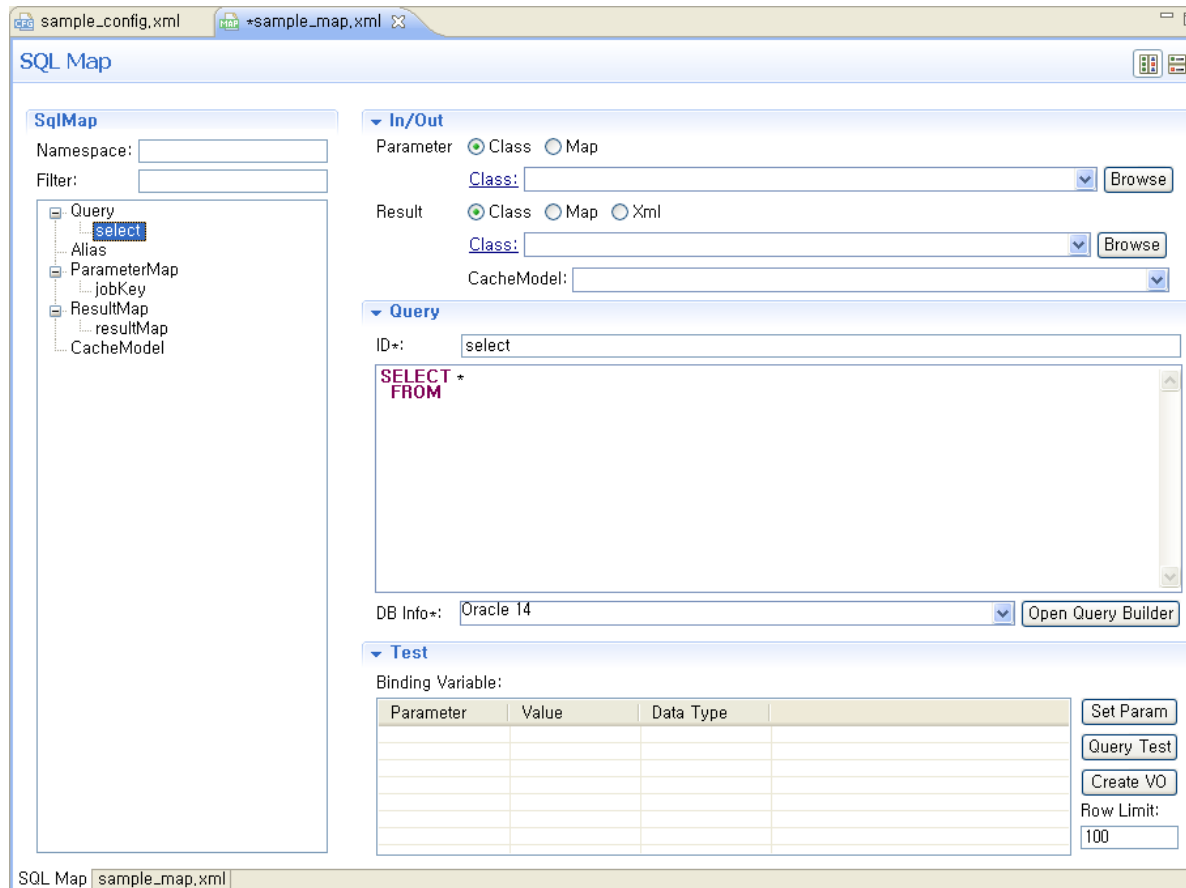 sample_config.xml *sample_map.xml
SQL Map
SqlMap
Namespace:
Filter:
Query
select
Alias
ParameterMap
jobKey
ResultMap
resultMap
CacheModel
In/Out
Parameter Class Map
Class: Browse
Result Class Map Xml
Class: Browse
CacheModel:
Query
ID*: select
SELECT *
FROM
DB Info*: Oracle 14 Open Query Builder
Test
Binding Variable:
Parameter Value Data Type
Set Param
Query Test
Create VO
Row Limit:
100
SQL Map sample_map.xml